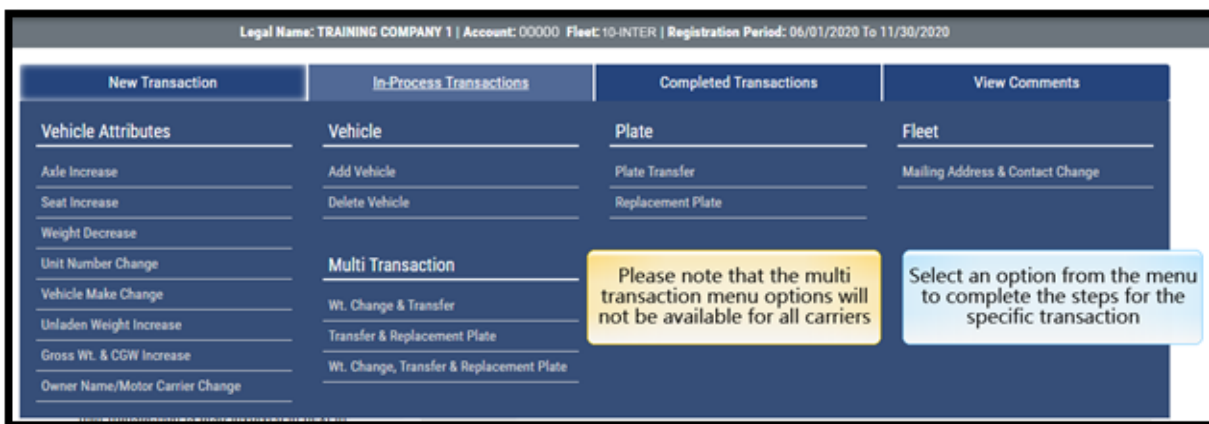 Legal Name: TRAINING COMPANY 1 | Account: 00000 Fleet: 10-INTER | Registration Period: 06/01/2020 To 11/30/2020
New Transaction
In-Process Transactions
Completed Transactions
View Comments
Vehicle Attributes
Axle Increase
Seat Increase
Weight Decrease
Unit Number Change
Vehicle Make Change
Unladen Weight Increase
Gross Wt. & CGW Increase
Owner Name/Motor Carrier Change
Vehicle
Add Vehicle
Delete Vehicle
Multi Transaction
Wt. Change & Transfer
Transfer & Replacement Plate
Wt. Change, Transfer & Replacement Plate
Plate
Plate Transfer
Replacement Plate
Please note that the multi
transaction menu options will
not be available for all carriers
Fleet
Mailing Address & Contact Change
Select an option from the menu
to complete the steps for the
specific transaction